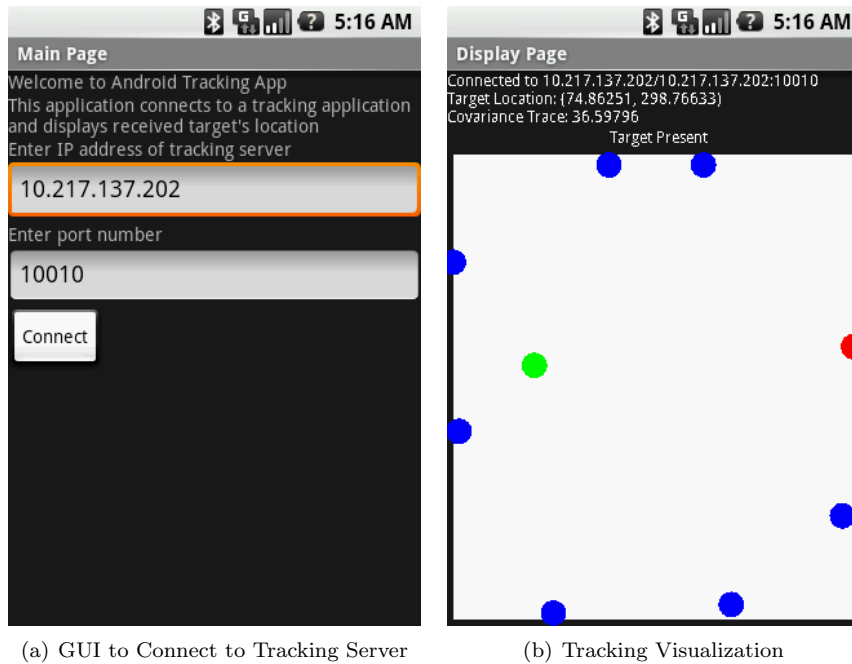 5:16 AM
Main Page
Welcome to Android Tracking App
This application connects to a tracking application
and displays received target's location
Enter IP address of tracking server
10.217.137.202
Enter port number
10010
Connect
(a) GUI to Connect to Tracking Server
G ? 5:16 AM
Display Page
Connected to 10.217.137.202/10.217.137.202:10010
Target Location: (74.86251, 298.76633)
Covariance Trace: 36.59796
Target Present
(b) Tracking Visualization